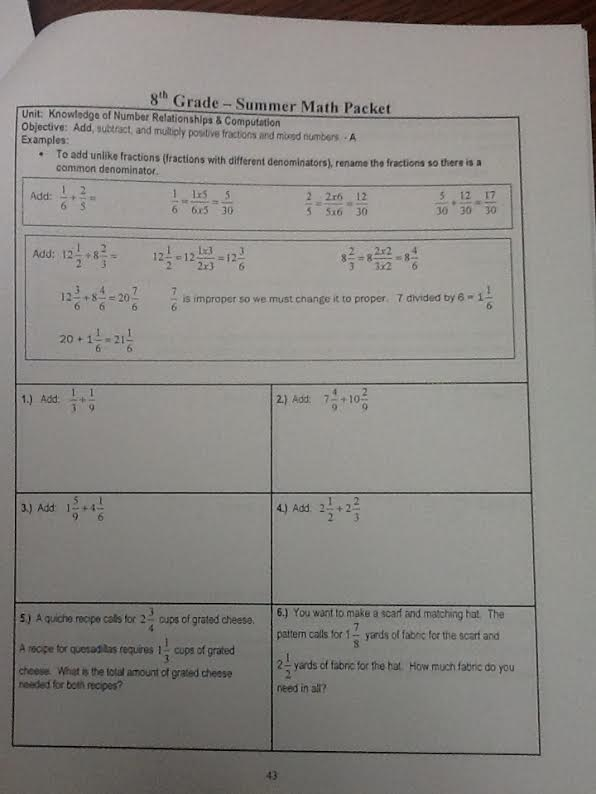 8th Grade – Summer Math Packet
Unit: Knowledge of Number Relationships & Computation
Objective: Add, subtract, and multiply positive fractions and mixed numbers. - A
Examples:
• To add unlike fractions (fractions with different denominators), rename the fractions so there is a
common denominator.
Add: 1/6 + 2/5 = 1/6 = 1x5/6x5 = 5/30 2/5 = 2x6/5x6 = 12/30 5/30 + 12/30 = 17/30
Add: 12 1/2 + 8 2/3 = 12 1/2 = 12 1x3/2x3 = 12 3/6 8 2/3 = 8 2x2/3x2 = 8 4/6
12 3/6 + 8 4/6 = 20 7/6 7/6 is improper so we must change it to proper. 7 divided by 6 = 1 1/6
20 + 1 1/6 = 21 1/6
1.) Add: 1/3 + 1/9
2.) Add: 7 4/9 + 10 2/9
3.) Add: 1 5/9 + 4 1/6
4.) Add: 2 1/2 + 2 2/3
5.) A quiche recipe calls for 2 3/4 cups of grated cheese.
A recipe for quesadillas requires 1 1/3 cups of grated
cheese. What is the total amount of grated cheese
needed for both recipes?
6.) You want to make a scarf and matching hat. The
pattern calls for 1 7/8 yards of fabric for the scarf and
2 1/2 yards of fabric for the hat. How much fabric do you
need in all?
43